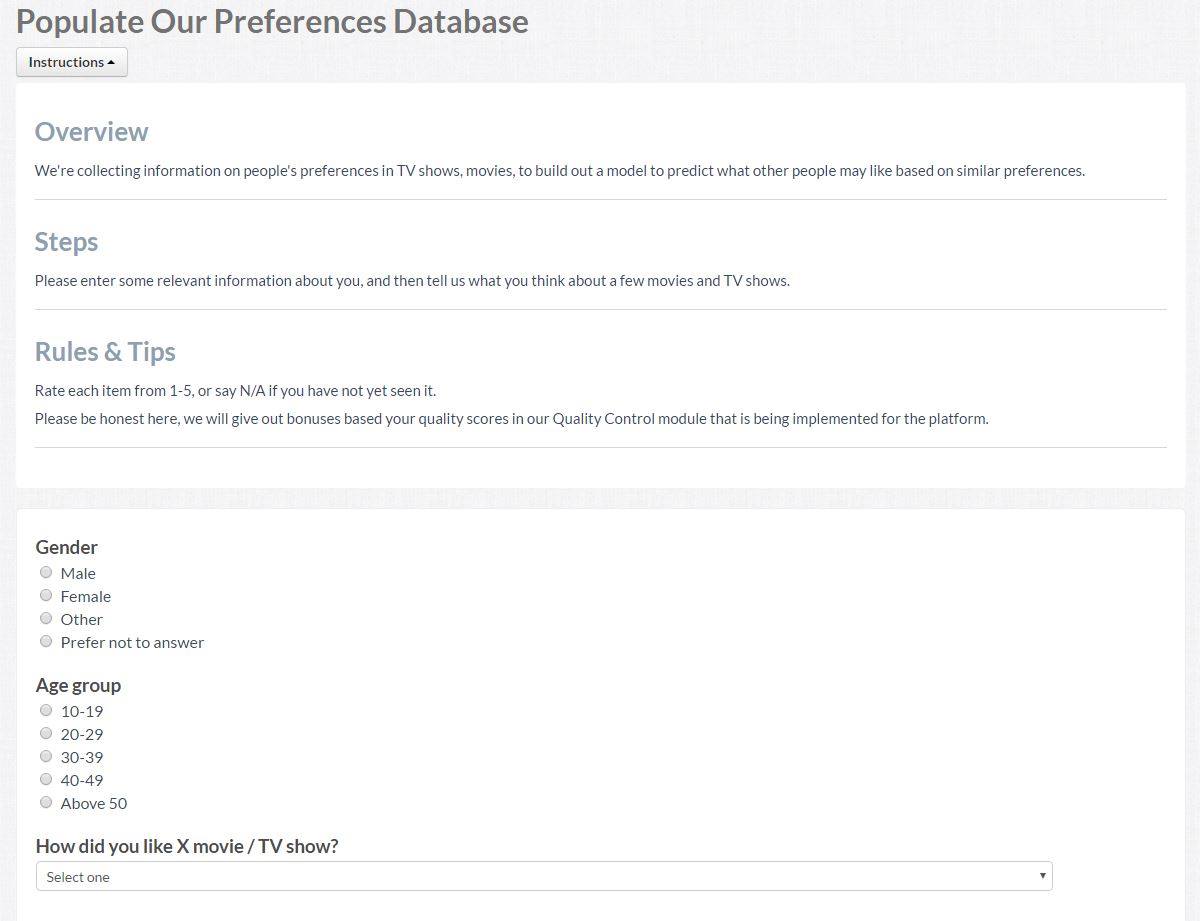 Populate Our Preferences Database
Instructions
Overview
We're collecting information on people's preferences in TV shows, movies, to build out a model to predict what other people may like based on similar preferences.
Steps
Please enter some relevant information about you, and then tell us what you think about a few movies and TV shows.
Rules & Tips
Rate each item from 1-5, or say N/A if you have not yet seen it.
Please be honest here, we will give out bonuses based your quality scores in our Quality Control module that is being implemented for the platform.
Gender
Male
Female
Other
Prefer not to answer
Age group
10-19
20-29
30-39
40-49
Above 50
How did you like X movie / TV show?
Select one